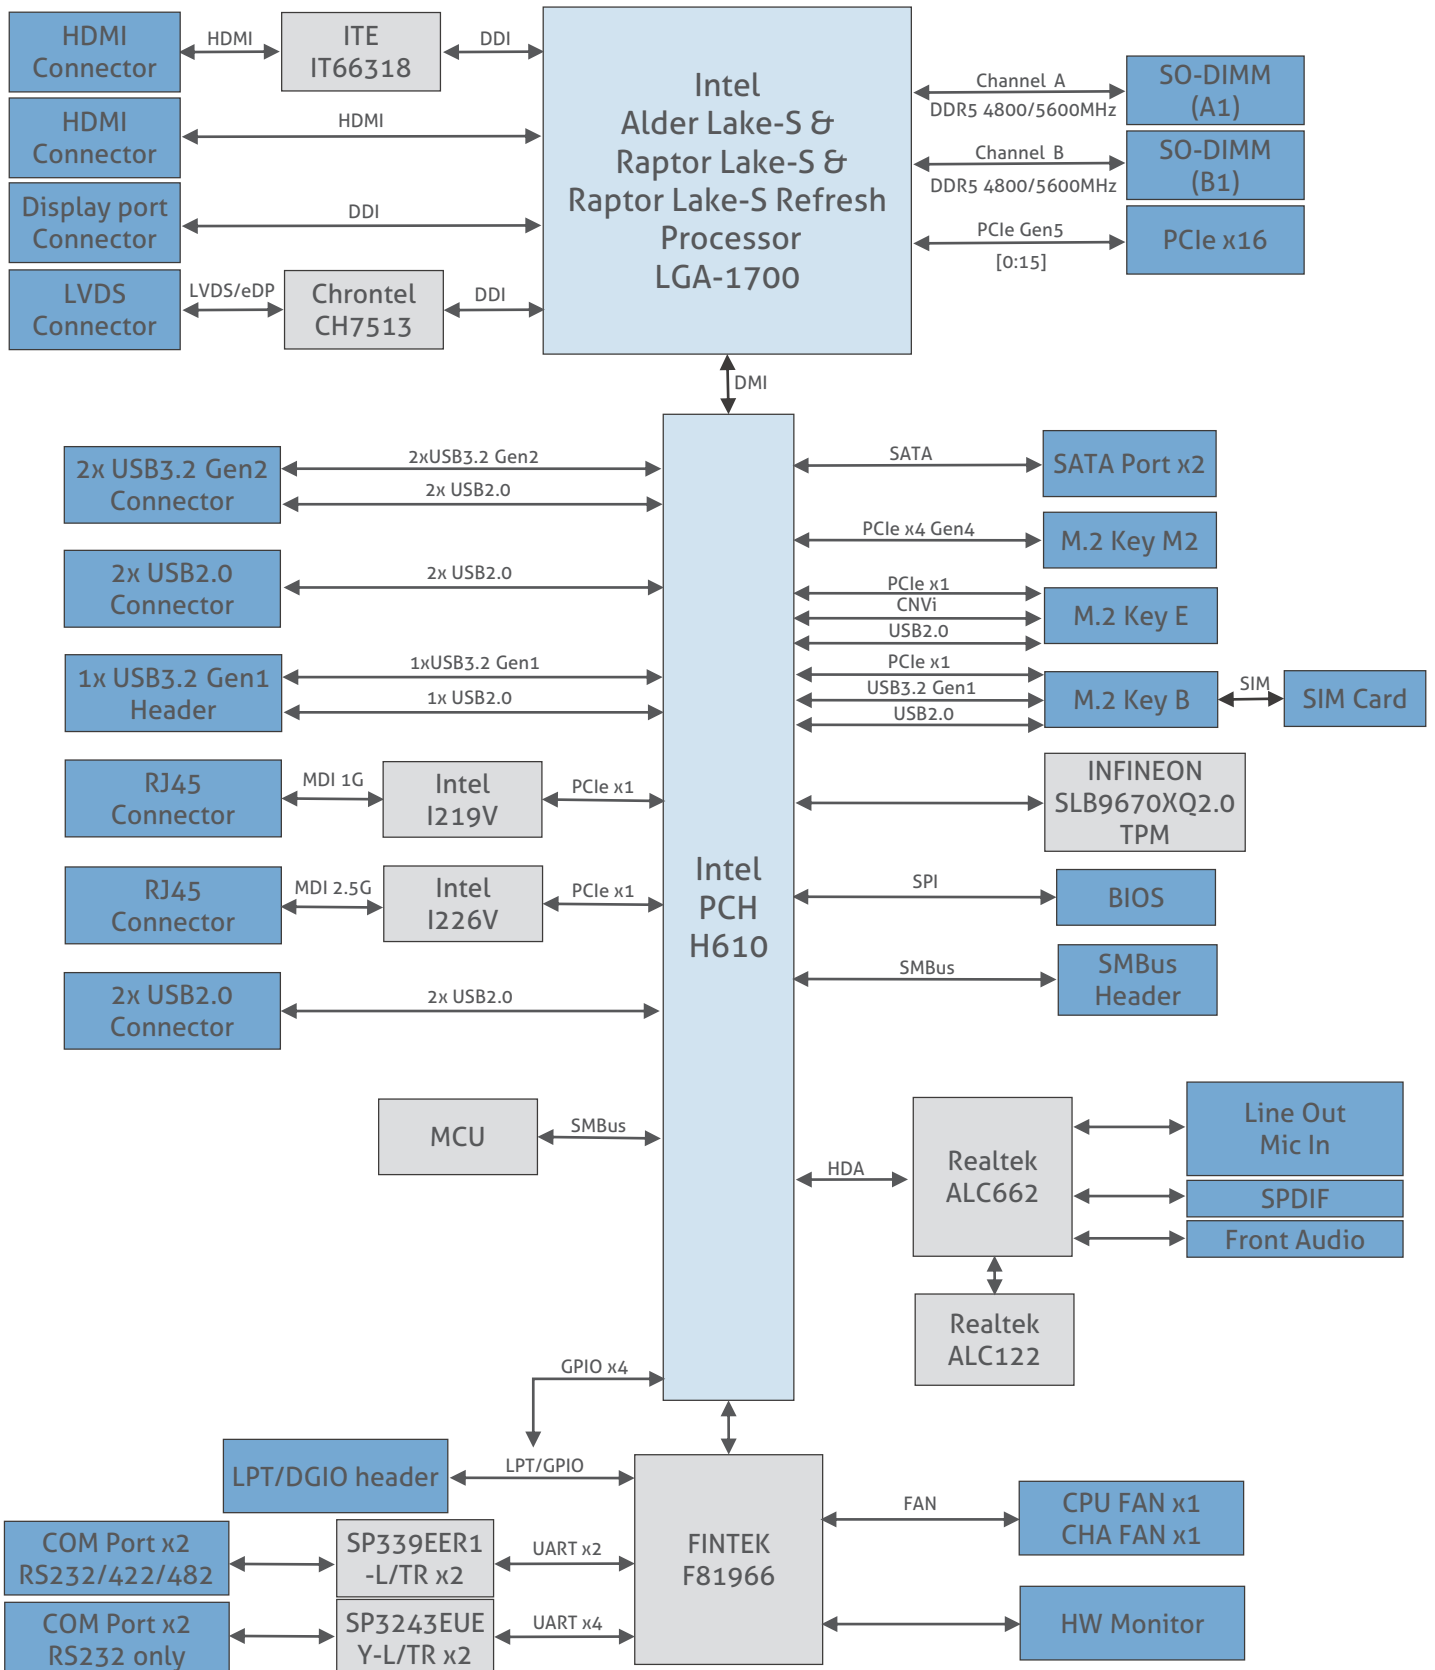 HDMI
Connector
HDMI
ITE
IT66318
DDI
HDMI
Connector
HDMI
Display port
Connector
DDI
LVDS
Connector
LVDS/eDP
Chrontel
CH7513
DDI
Intel
Alder Lake-S &
Raptor Lake-S &
Raptor Lake-S Refresh
Processor
LGA-1700
Channel A
DDR5 4800/5600MHz
SO-DIMM
(A1)
Channel B
DDR5 4800/5600MHz
SO-DIMM
(B1)
PCIe Gen5
[0:15]
PCIe x16
DMI
2x USB3.2 Gen2
Connector
2xUSB3.2 Gen2
2x USB2.0
2x USB2.0
Connector
2x USB2.0
1x USB3.2 Gen1
Header
1xUSB3.2 Gen1
1x USB2.0
RJ45
Connector
MDI 1G
Intel
I219V
PCIe x1
RJ45
Connector
MDI 2.5G
Intel
I226V
PCIe x1
2x USB2.0
Connector
2x USB2.0
MCU
SMBus
Intel
PCH
H610
SATA
SATA Port x2
PCIe x4 Gen4
M.2 Key M2
PCIe x1
CNVi
USB2.0
M.2 Key E
PCIe x1
USB3.2 Gen1
USB2.0
M.2 Key B
SIM
SIM Card
INFINEON
SLB9670XQ2.0
TPM
SPI
BIOS
SMBus
SMBus
Header
HDA
Realtek
ALC662
Line Out
Mic In
SPDIF
Front Audio
Realtek
ALC122
GPIO x4
LPT/DGIO header
LPT/GPIO
COM Port x2
RS232/422/482
SP339EER1
-L/TR x2
UART x2
COM Port x2
RS232 only
SP3243EUE
Y-L/TR x2
UART x4
FINTEK
F81966
FAN
CPU FAN x1
CHA FAN x1
HW Monitor